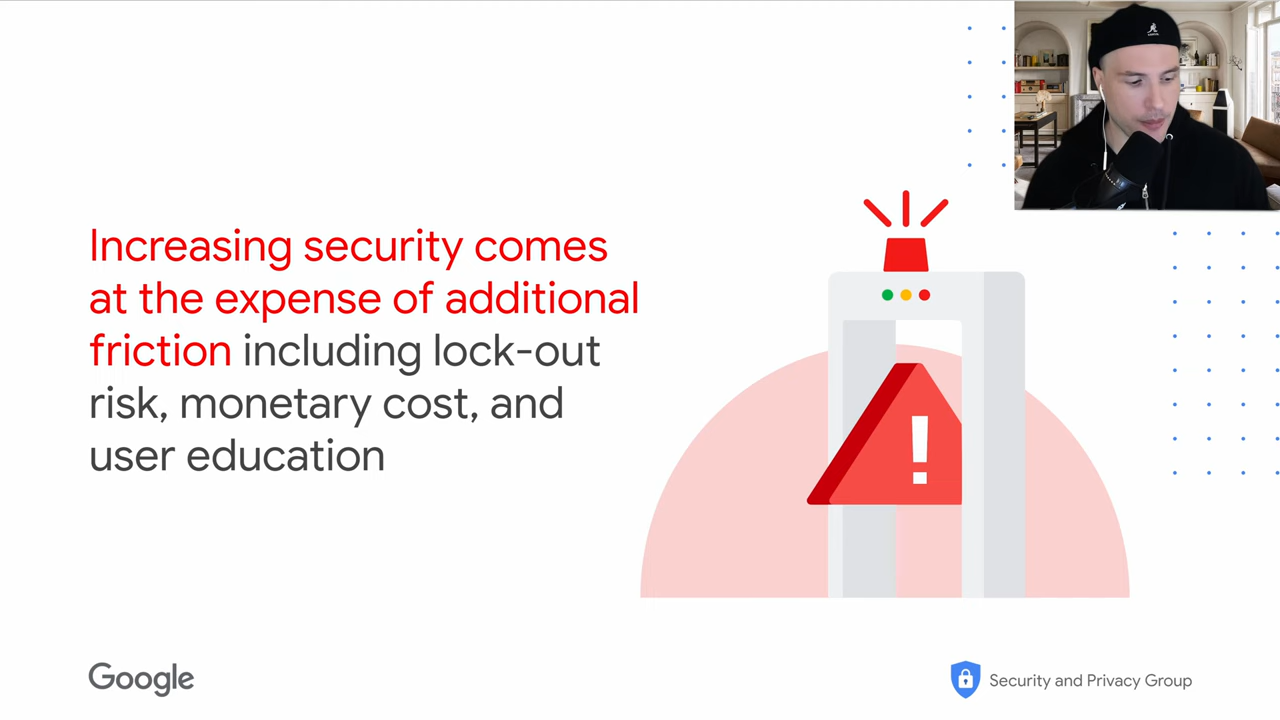 Increasing security comes
at the expense of additional
friction including lock-out
risk, monetary cost, and
user education
Google
Security and Privacy Group